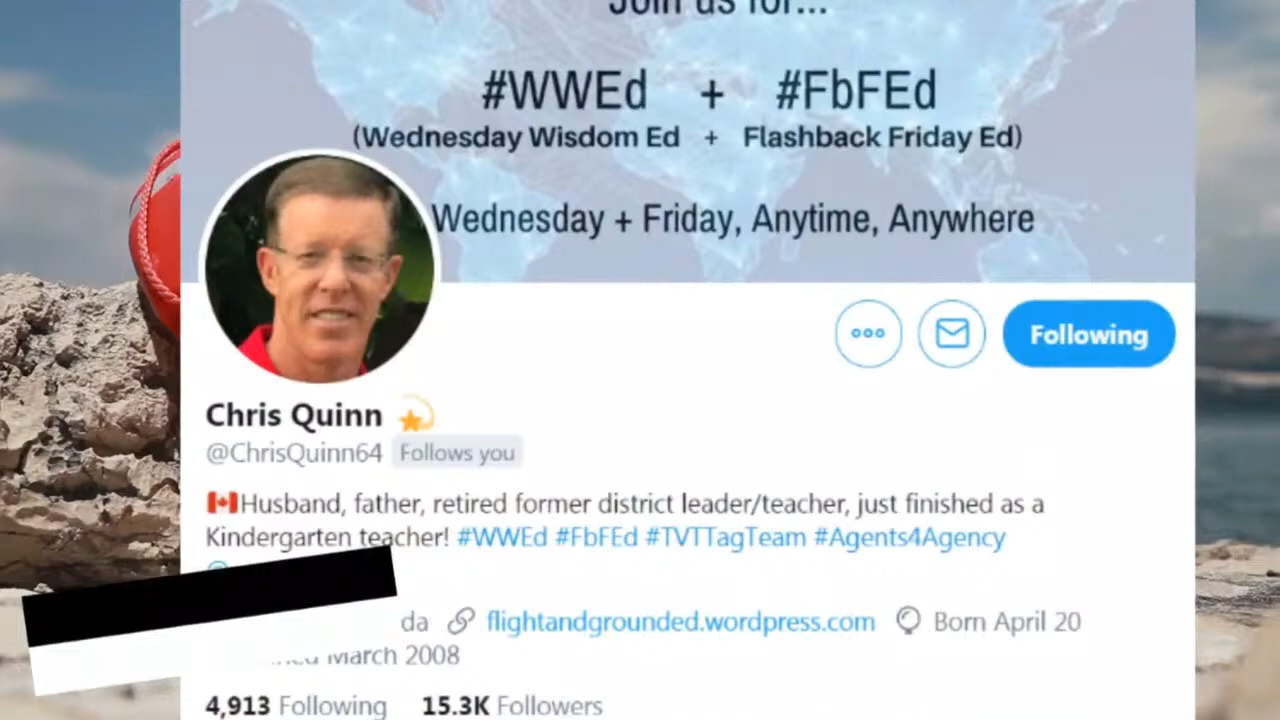 Join us for...
#WWEd + #FbFEd
(Wednesday Wisdom Ed + Flashback Friday Ed)
Wednesday + Friday, Anytime, Anywhere
Following
Chris Quinn
@ChrisQuinn64 Follows you
Husband, father, retired former district leader/teacher, just finished as a
Kindergarten teacher! #WWEd #FbFEd #TVTTagTeam #Agents4Agency
da flightandgrounded.wordpress.com Born April 20
March 2008
4,913 Following 15.3K Followers